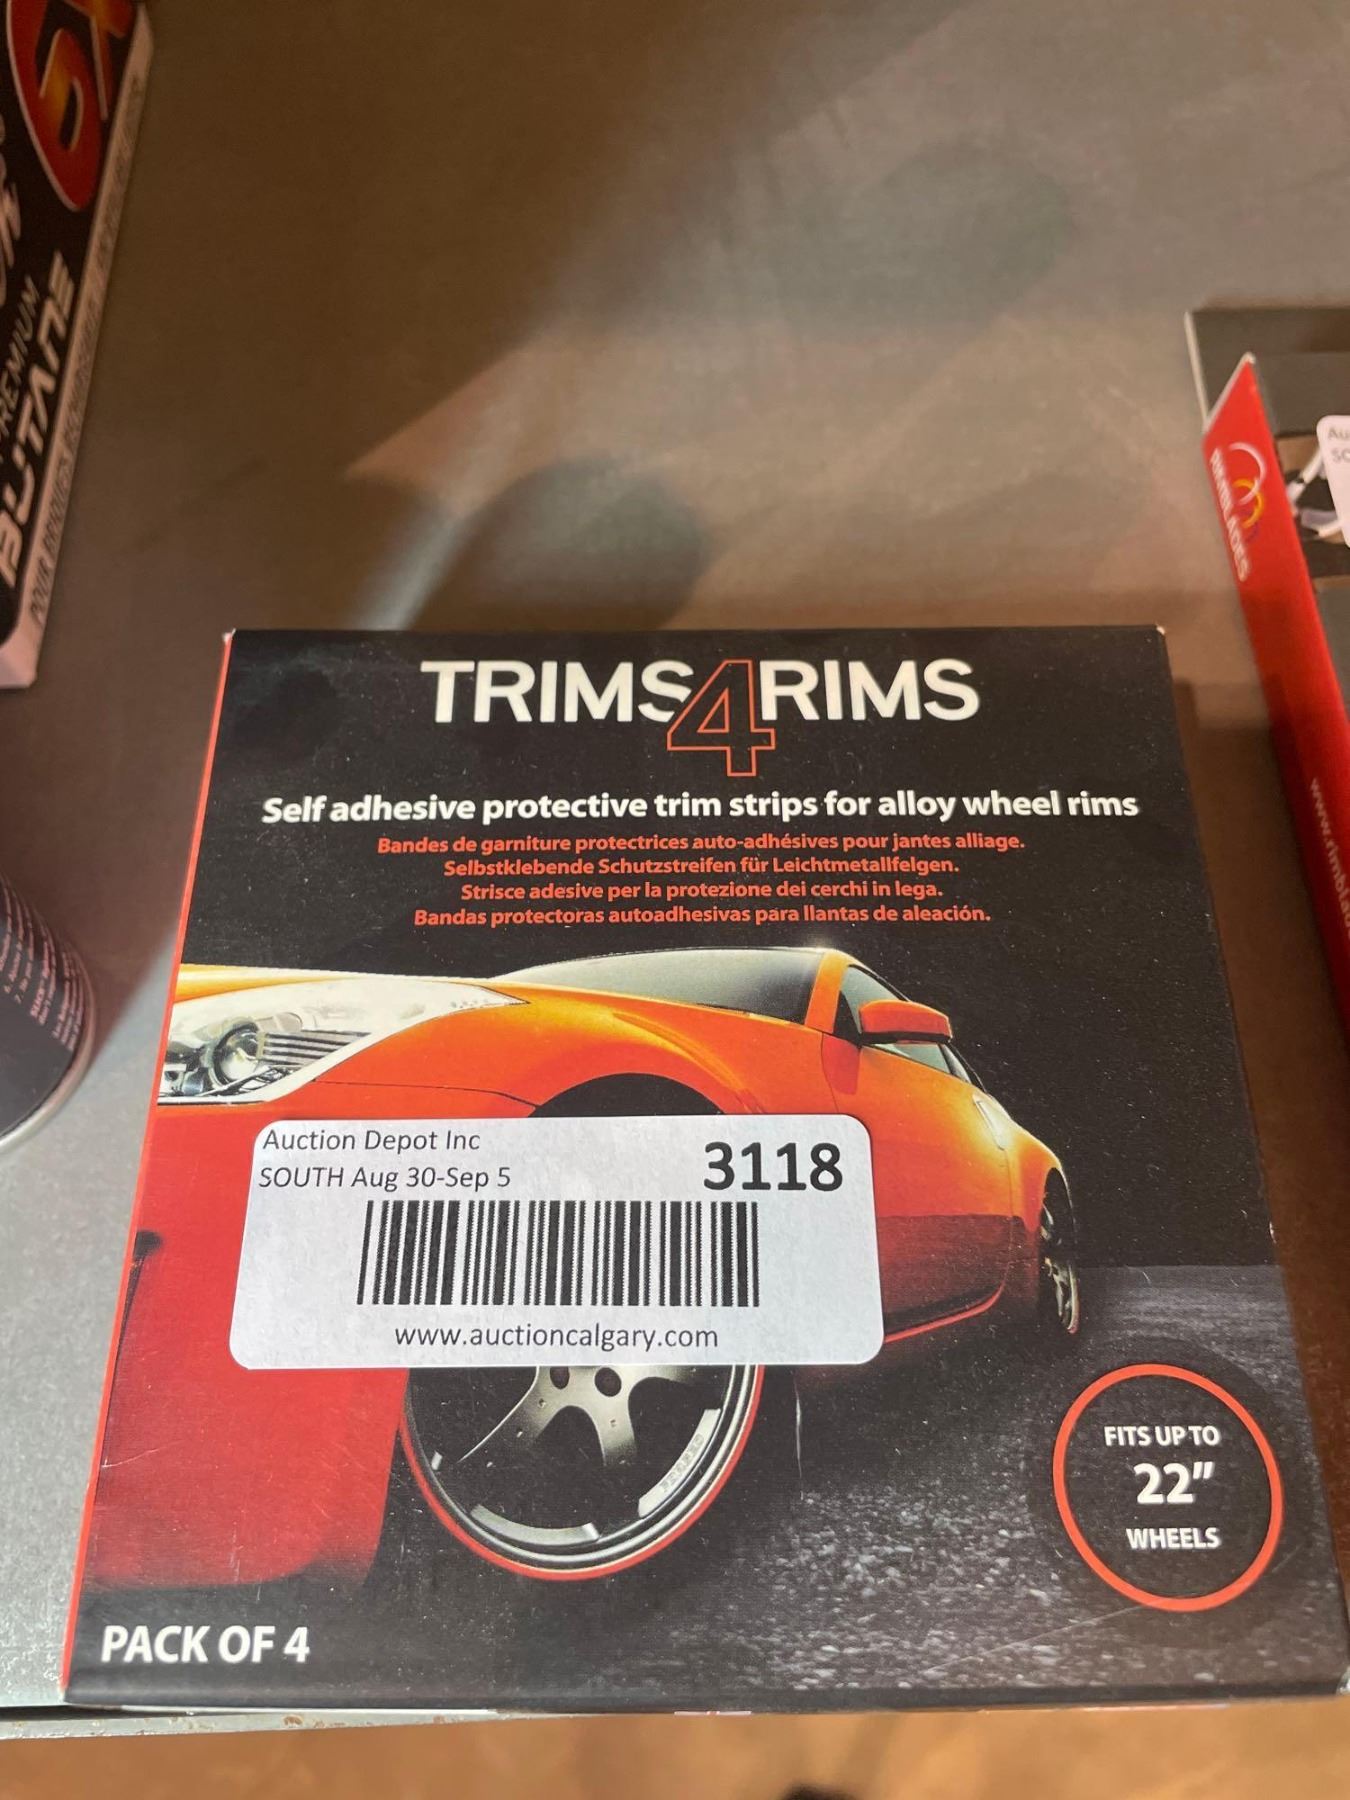 PREMIUM
BUTANE
RIMBLADES
TRIMS4RIMS
Self adhesive protective trim strips for alloy wheel rims
Bandes de garniture protectrices auto-adhésives pour jantes alliage.
Selbstklebende Schutzstreifen für Leichtmetallfelgen.
Strisce adesive per la protezione dei cerchi in lega.
Bandas protectoras autoadhesivas para llantas de aleación.
Auction Depot Inc
SOUTH Aug 30-Sep 5
3118
www.auctioncalgary.com
FITS UP TO
22"
WHEELS
PACK OF 4